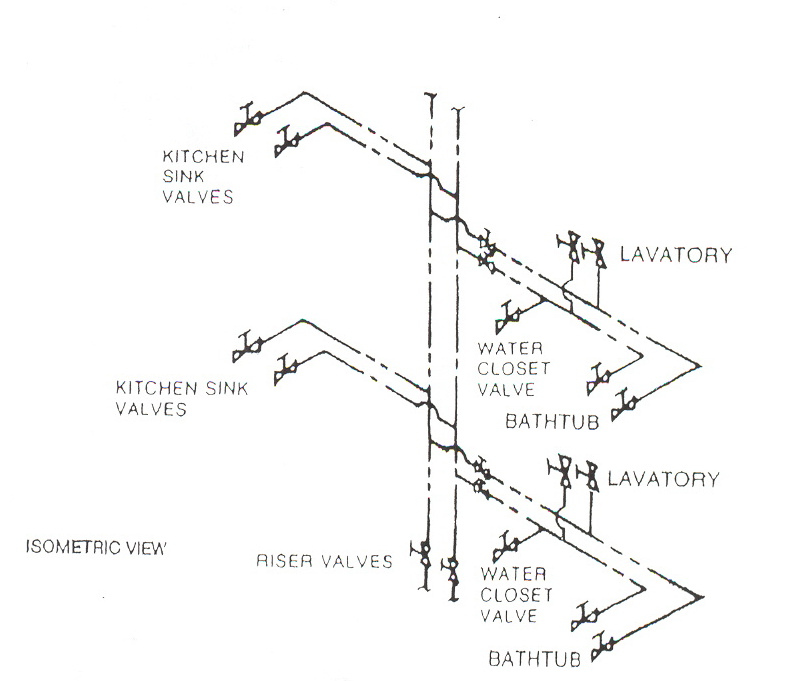 KITCHEN
SINK
VALVES
LAVATORY
WATER
CLOSET
VALVE
BATHTUB
KITCHEN SINK
VALVES
LAVATORY
ISOMETRIC VIEW
RISER VALVES
WATER
CLOSET
VALVE
BATHTUB